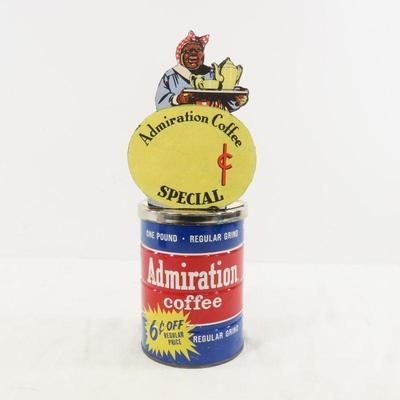 Admiration Coffee
¢
SPECIAL
ONE POUND • REGULAR GRIND
Admiration
coffee
6¢ OFF
REGULAR
PRICE
REGULAR GRIND